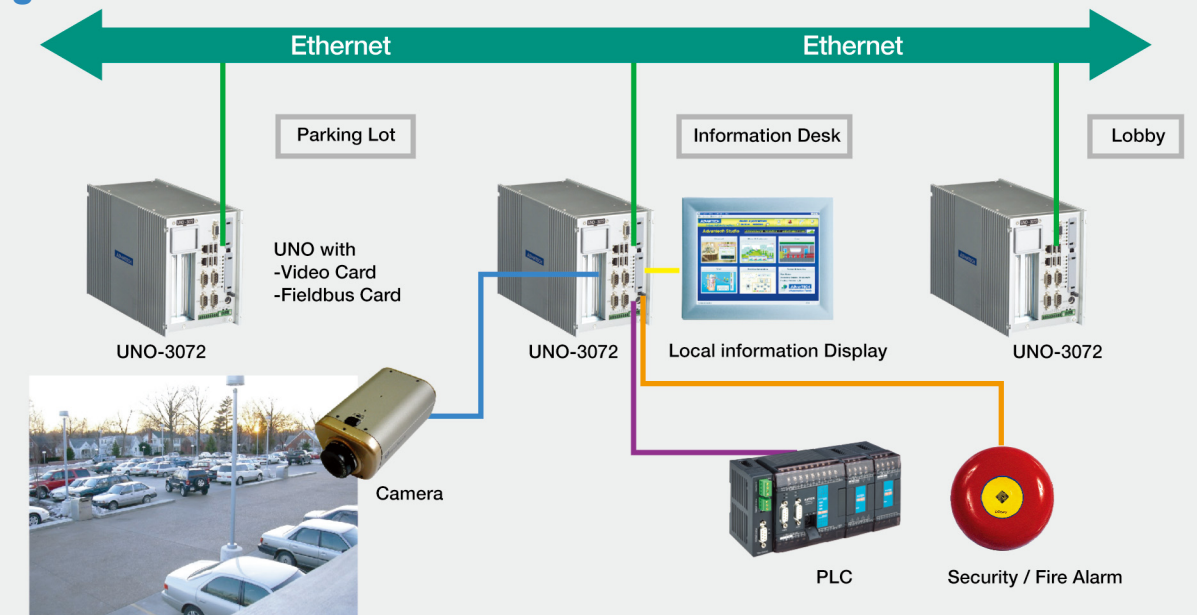 Ethernet
Ethernet
Parking Lot
Information Desk
Lobby
UNO with
-Video Card
-Fieldbus Card
UNO-3072
UNO-3072
Local information Display
UNO-3072
Camera
PLC
Security / Fire Alarm